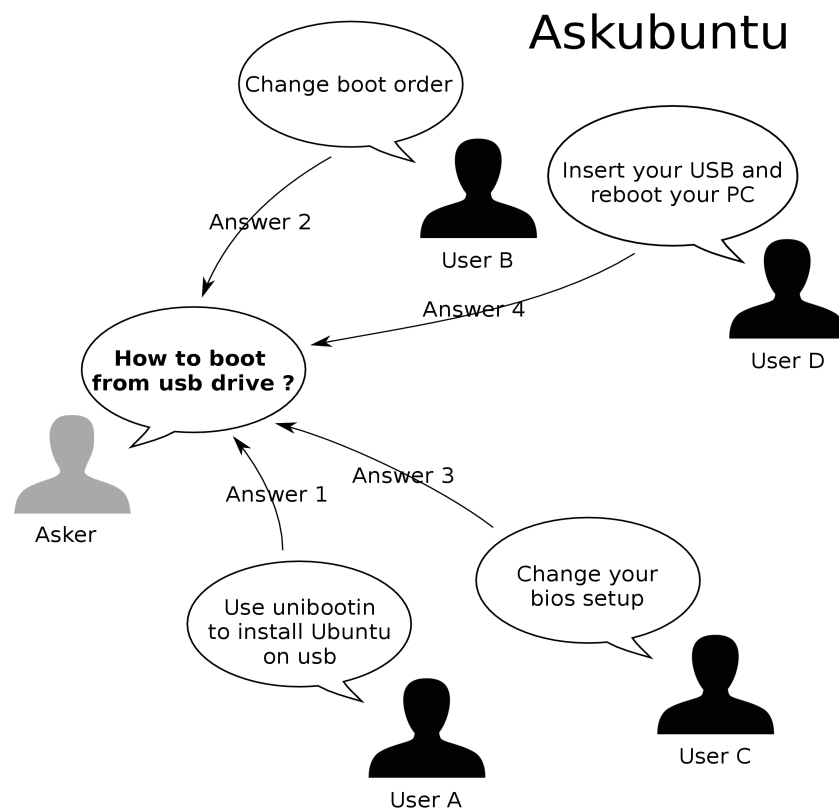 Askubuntu
Change boot order
Insert your USB and
reboot your PC
Answer 2
User B
Answer 4
User D
How to boot
from usb drive ?
Answer 3
Answer 1
Asker
Change your
bios setup
Use unibootin
to install Ubuntu
on usb
User C
User A